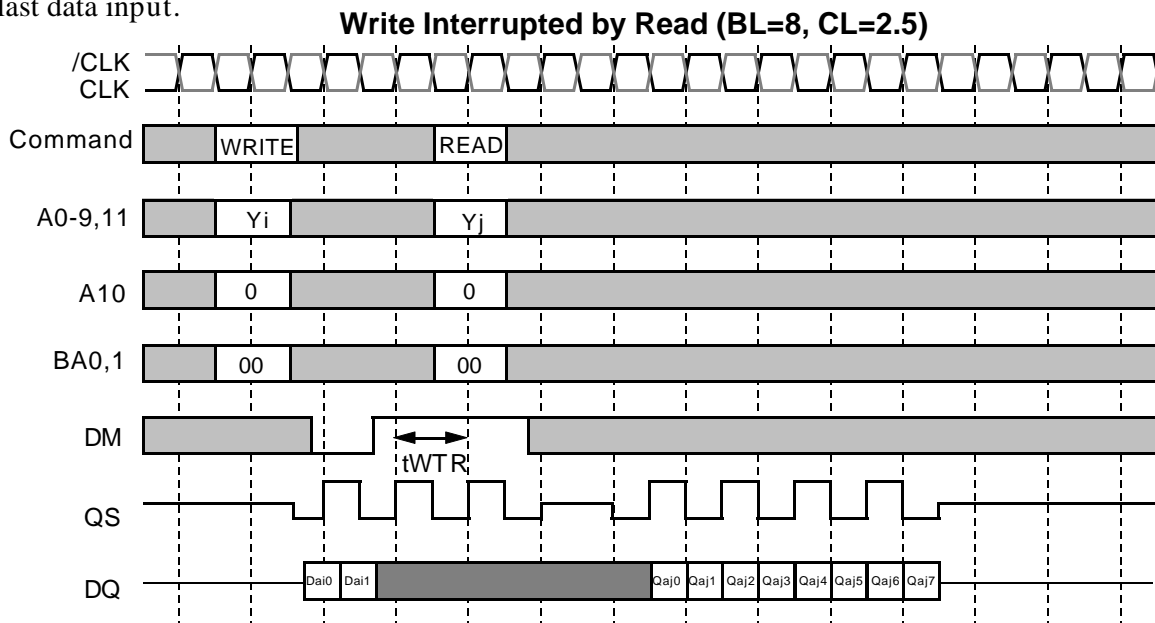 last data input.
Write Interrupted by Read (BL=8, CL=2.5)
/CLK
CLK
Command WRITE READ
A0-9,11 Yi Yj
A10 0 0
BA0,1 00 00
DM
tWTR
QS
DQ Dai0 Dai1 Qaj0 Qaj1 Qaj2 Qaj3 Qaj4 Qaj5 Qaj6 Qaj7